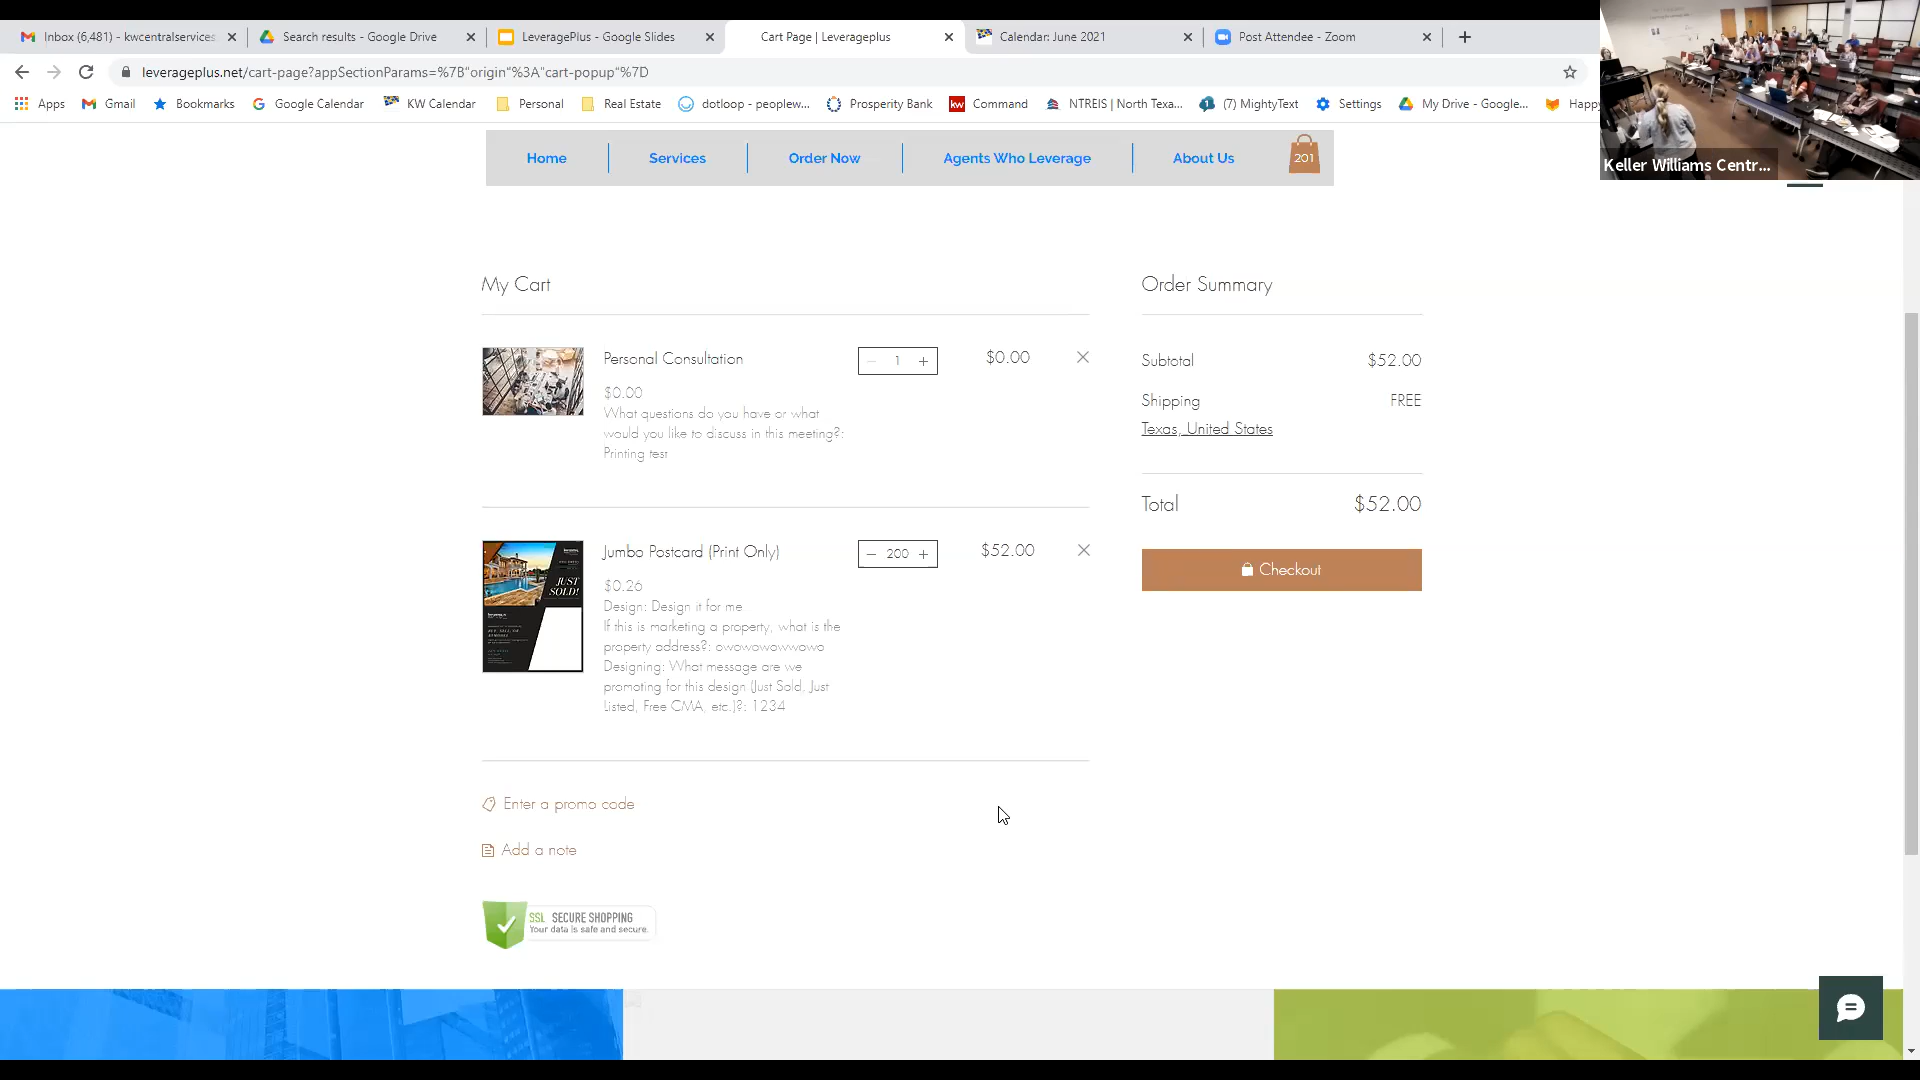 Inbox (6,481) - kwcentralservices
Search results - Google Drive
LeveragePlus - Google Slides
Cart Page | Leverageplus
Calendar: June 2021
Post Attendee - Zoom
leverageplus.net/cart-page?appSectionParams=%7B"origin"%3A"cart-popup"%7D
Apps
Gmail
Bookmarks
Google Calendar
KW Calendar
Personal
Real Estate
dotloop - peoplew...
Prosperity Bank
kw Command
NTREIS | North Texa...
(7) MightyText
Settings
My Drive - Google...
Happy
Keller Williams Centr...
Home
Services
Order Now
Agents Who Leverage
About Us
201
My Cart
Personal Consultation
1
$0.00
$0.00
What questions do you have or what
would you like to discuss in this meeting?:
Printing test
JUST
SOLD!
Jumbo Postcard (Print Only)
200
$52.00
$0.26
Design: Design it for me
If this is marketing a property, what is the
property address?: owowowowwowo
Designing: What message are we
promoting for this design (Just Sold, Just
Listed, Free CMA, etc.)?: 1234
Enter a promo code
Add a note
SSL SECURE SHOPPING
Your data is safe and secure.
Order Summary
Subtotal $52.00
Shipping FREE
Texas, United States
Total $52.00
Checkout